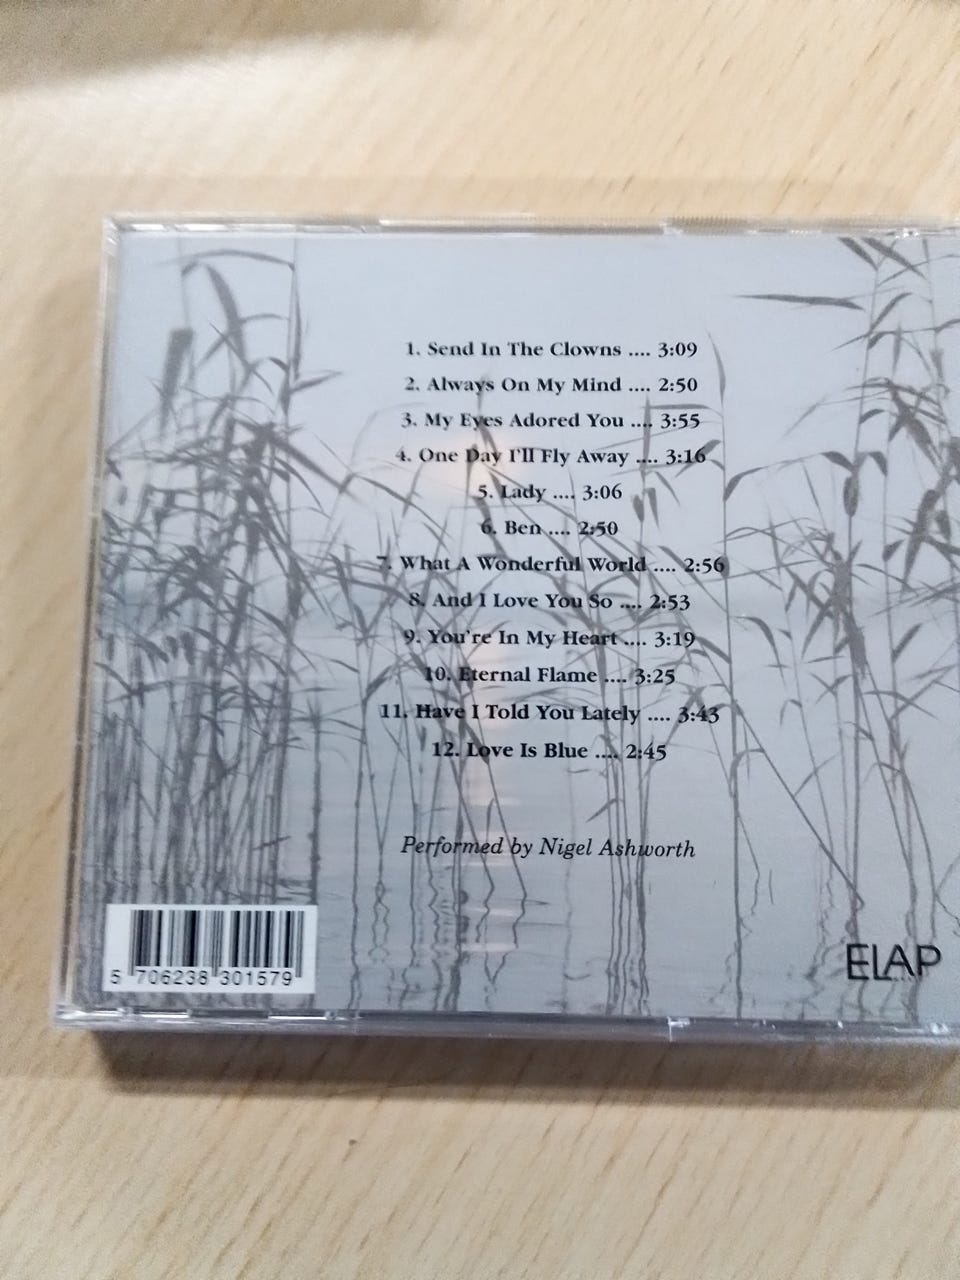 1. Send In The Clowns .... 3:09
2. Always On My Mind .... 2:50
3. My Eyes Adored You .... 3:55
4. One Day I'll Fly Away .... 3:16
5. Lady .... 3:06
6. Ben .... 2:50
7. What A Wonderful World .... 2:56
8. And I Love You So .... 2:53
9. You're In My Heart .... 3:19
10. Eternal Flame .... 3:25
11. Have I Told You Lately .... 3:43
12. Love Is Blue .... 2:45
Performed by Nigel Ashworth
ELAP
5 706238 301579